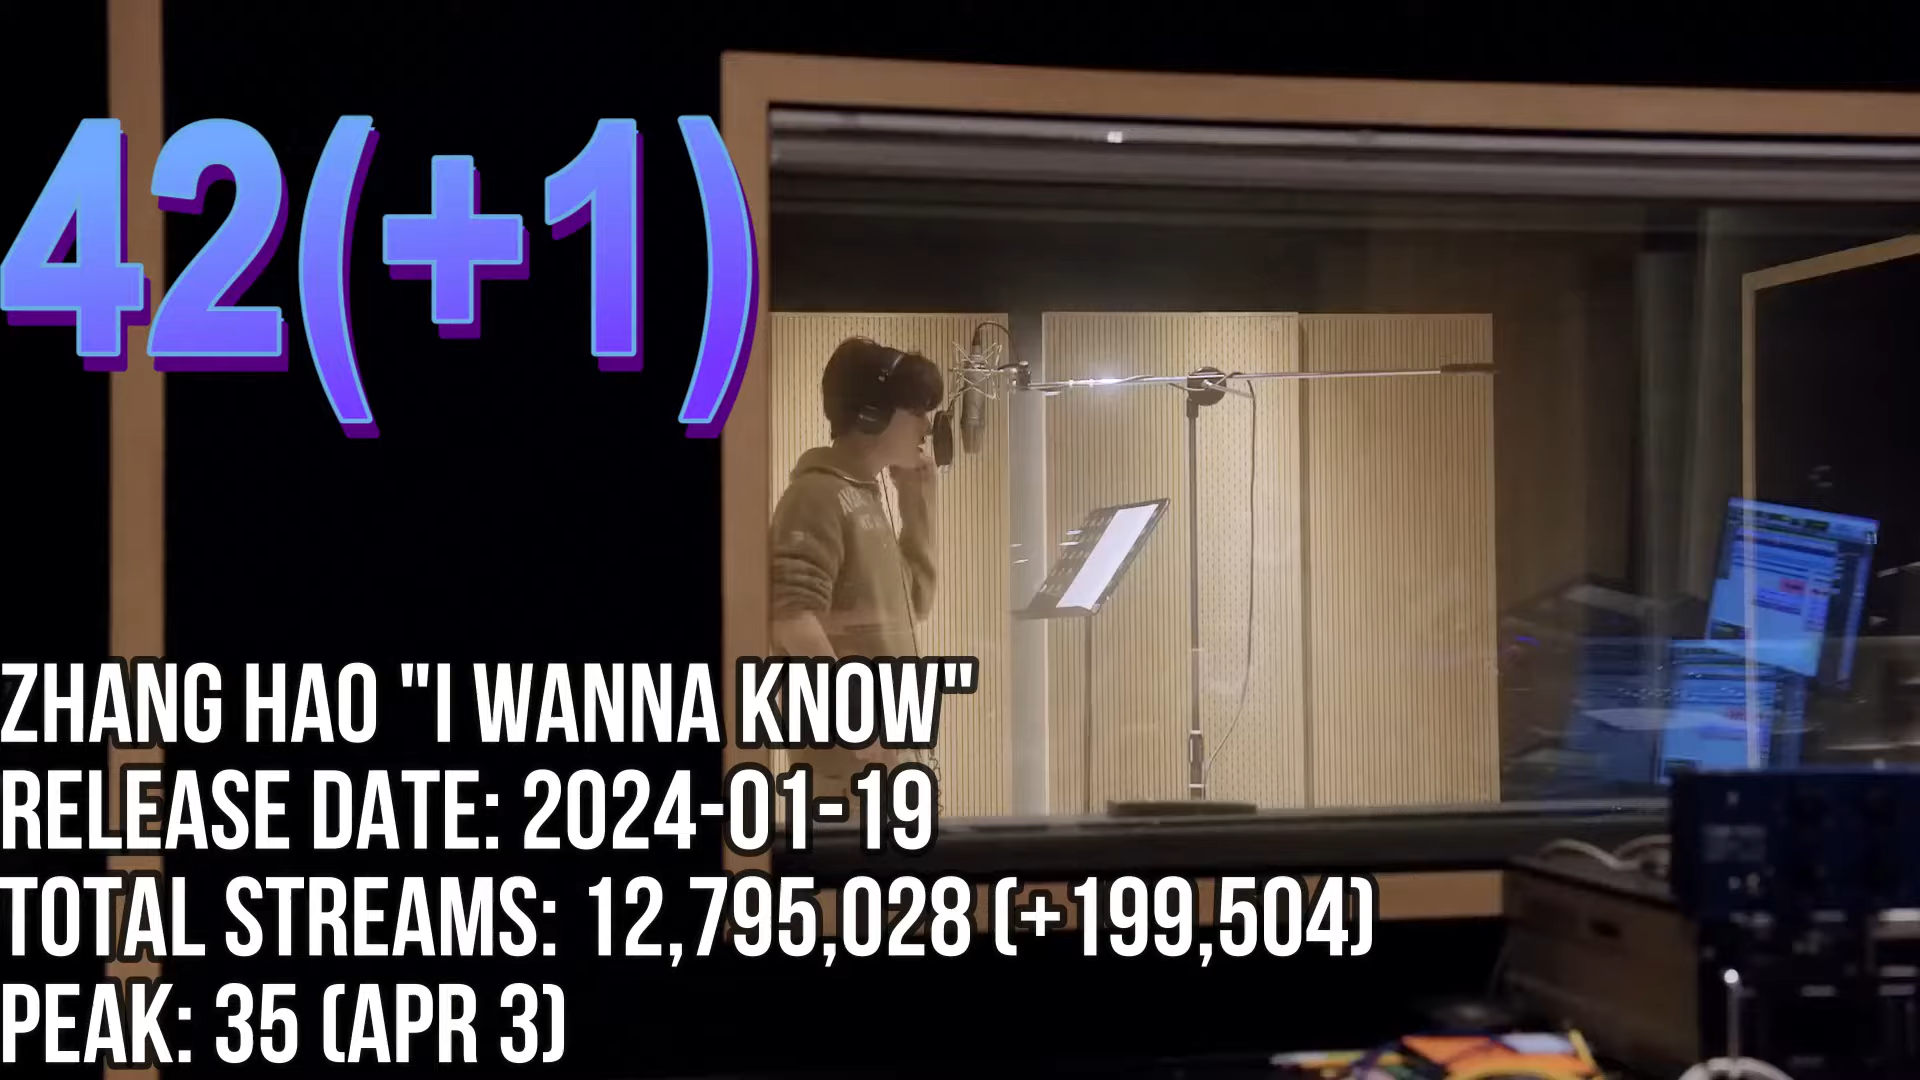 42(+1)
ZHANG HAO "I WANNA KNOW"
RELEASE DATE: 2024-01-19
TOTAL STREAMS: 12,795,028 (+199,504)
PEAK: 35 (APR 3)